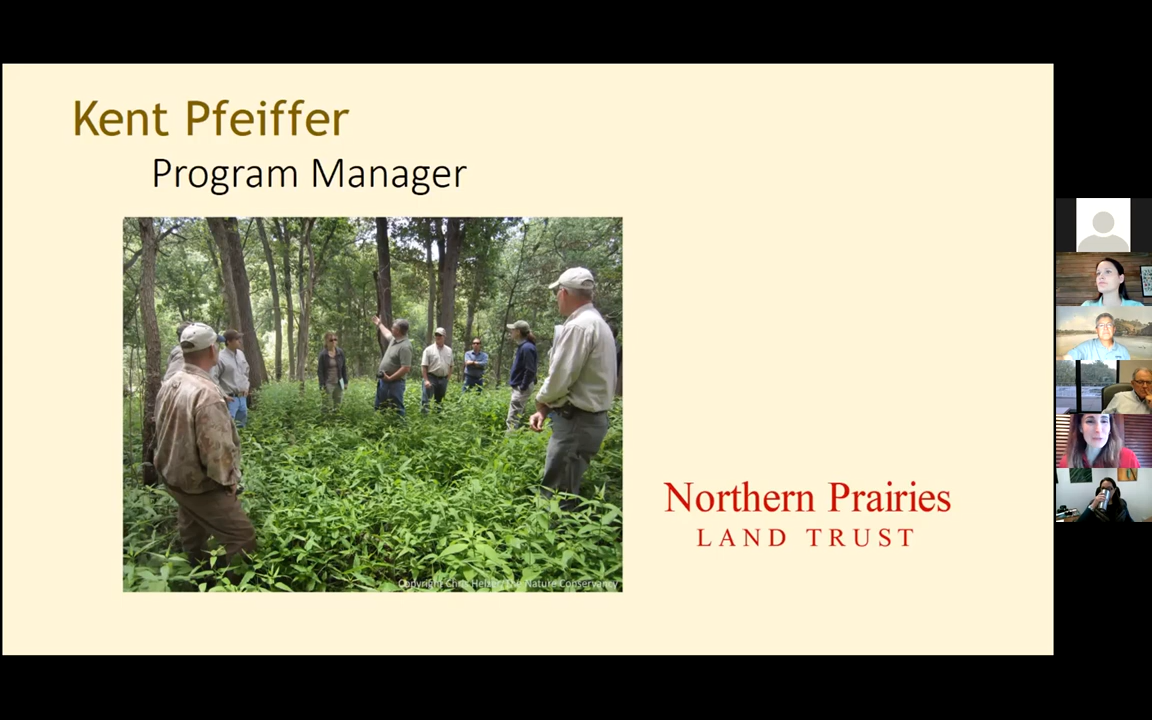 Kent Pfeiffer
Program Manager
Copyright Chris Helzer/The Nature Conservancy
Northern Prairies
LAND TRUST